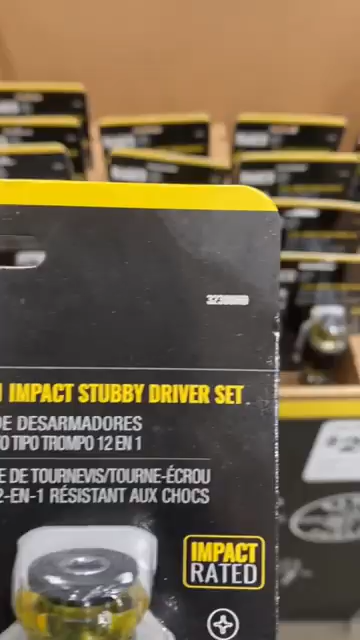 IMPACT STUBBY DRIVER SET
DE DESARMADORES
TIPO TROMPO 12 EN 1
DE TOURNEVIS/TOURNE-ÉCROU
2-EN-1 RÉSISTANT AUX CHOCS
IMPACT
RATED